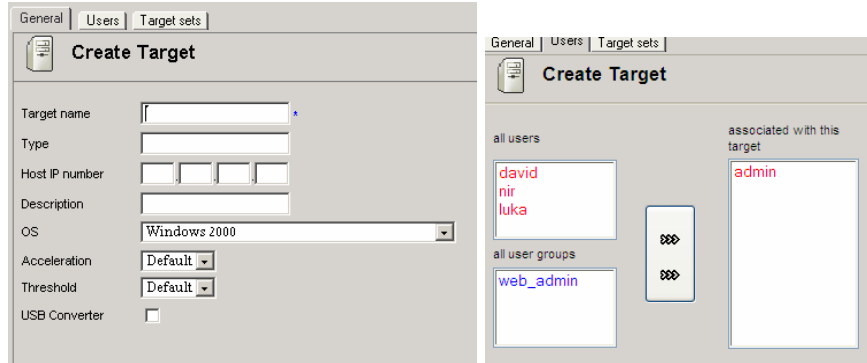 General Users Target sets
Create Target
Target name *
Type
Host IP number . . .
Description
OS Windows 2000
Acceleration Default
Threshold Default
USB Converter
General Users Target sets
Create Target
all users
david
nir
luka
all user groups
web_admin
associated with this
target
admin